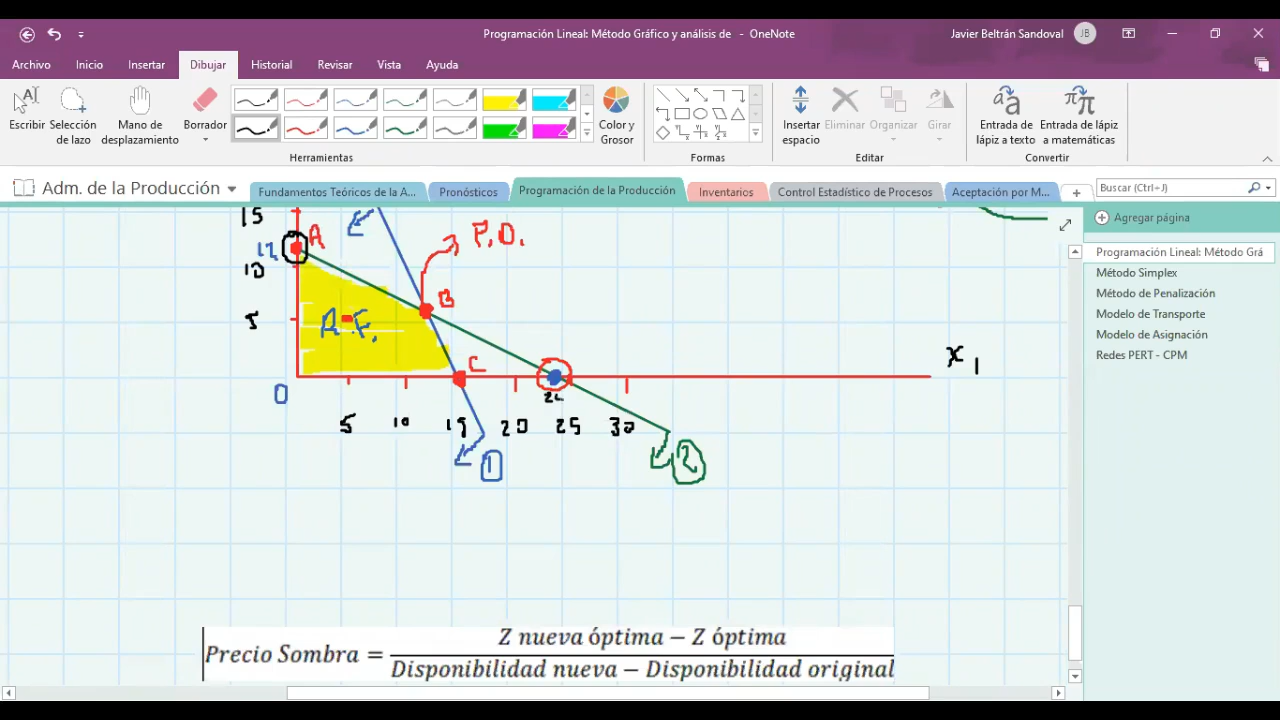 Programación Lineal: Método Gráfico y análisis de - OneNote
Javier Beltrán Sandoval
JB
Archivo
Inicio
Insertar
Dibujar
Historial
Revisar
Vista
Ayuda
Escribir
Selección de lazo
Mano de desplazamiento
Borrador
Color y Grosor
Insertar espacio
Eliminar
Organizar
Girar
Entrada de lápiz a texto
Entrada de lápiz a matemáticas
Herramientas
Formas
Editar
Convertir
Adm. de la Producción
Fundamentos Teóricos de la A...
Pronósticos
Programación de la Producción
Inventarios
Control Estadístico de Procesos
Aceptación por M...
Buscar (Ctrl+J)
Agregar página
Programación Lineal: Método Grá
Método Simplex
Método de Penalización
Modelo de Transporte
Modelo de Asignación
Redes PERT - CPM
15
A
P.O.
12
10
B
5
R.F.
C
x1
0
5
10
15
20
25
30
1
2
Precio Sombra = Z nueva óptima − Z óptima
Disponibilidad nueva − Disponibilidad original